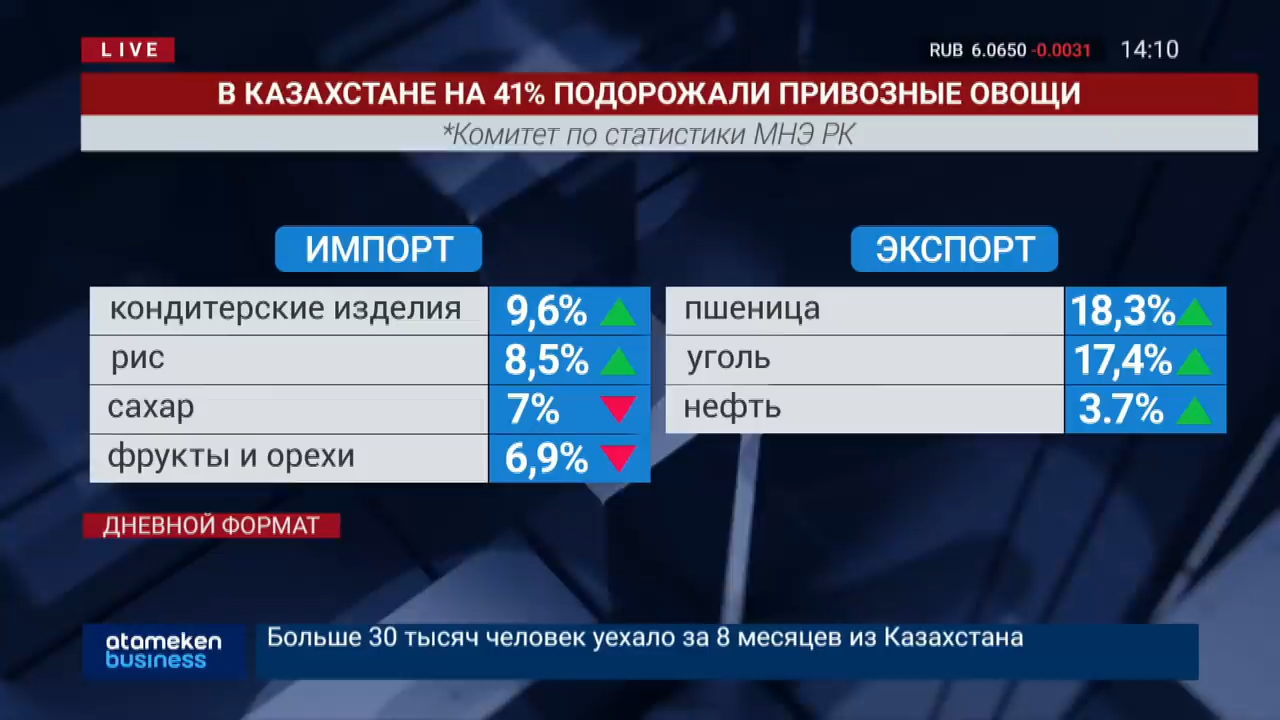 LIVE
RUB 6.0650 -0.0031 14:10
В КАЗАХСТАНЕ НА 41% ПОДОРОЖАЛИ ПРИВОЗНЫЕ ОВОЩИ
*Комитет по статистики МНЭ РК
ИМПОРТ
кондитерские изделия 9,6%
рис 8,5%
сахар 7%
фрукты и орехи 6,9%
ЭКСПОРТ
пшеница 18,3%
уголь 17,4%
нефть 3.7%
ДНЕВНОЙ ФОРМАТ
atameken
business
Больше 30 тысяч человек уехало за 8 месяцев из Казахстана